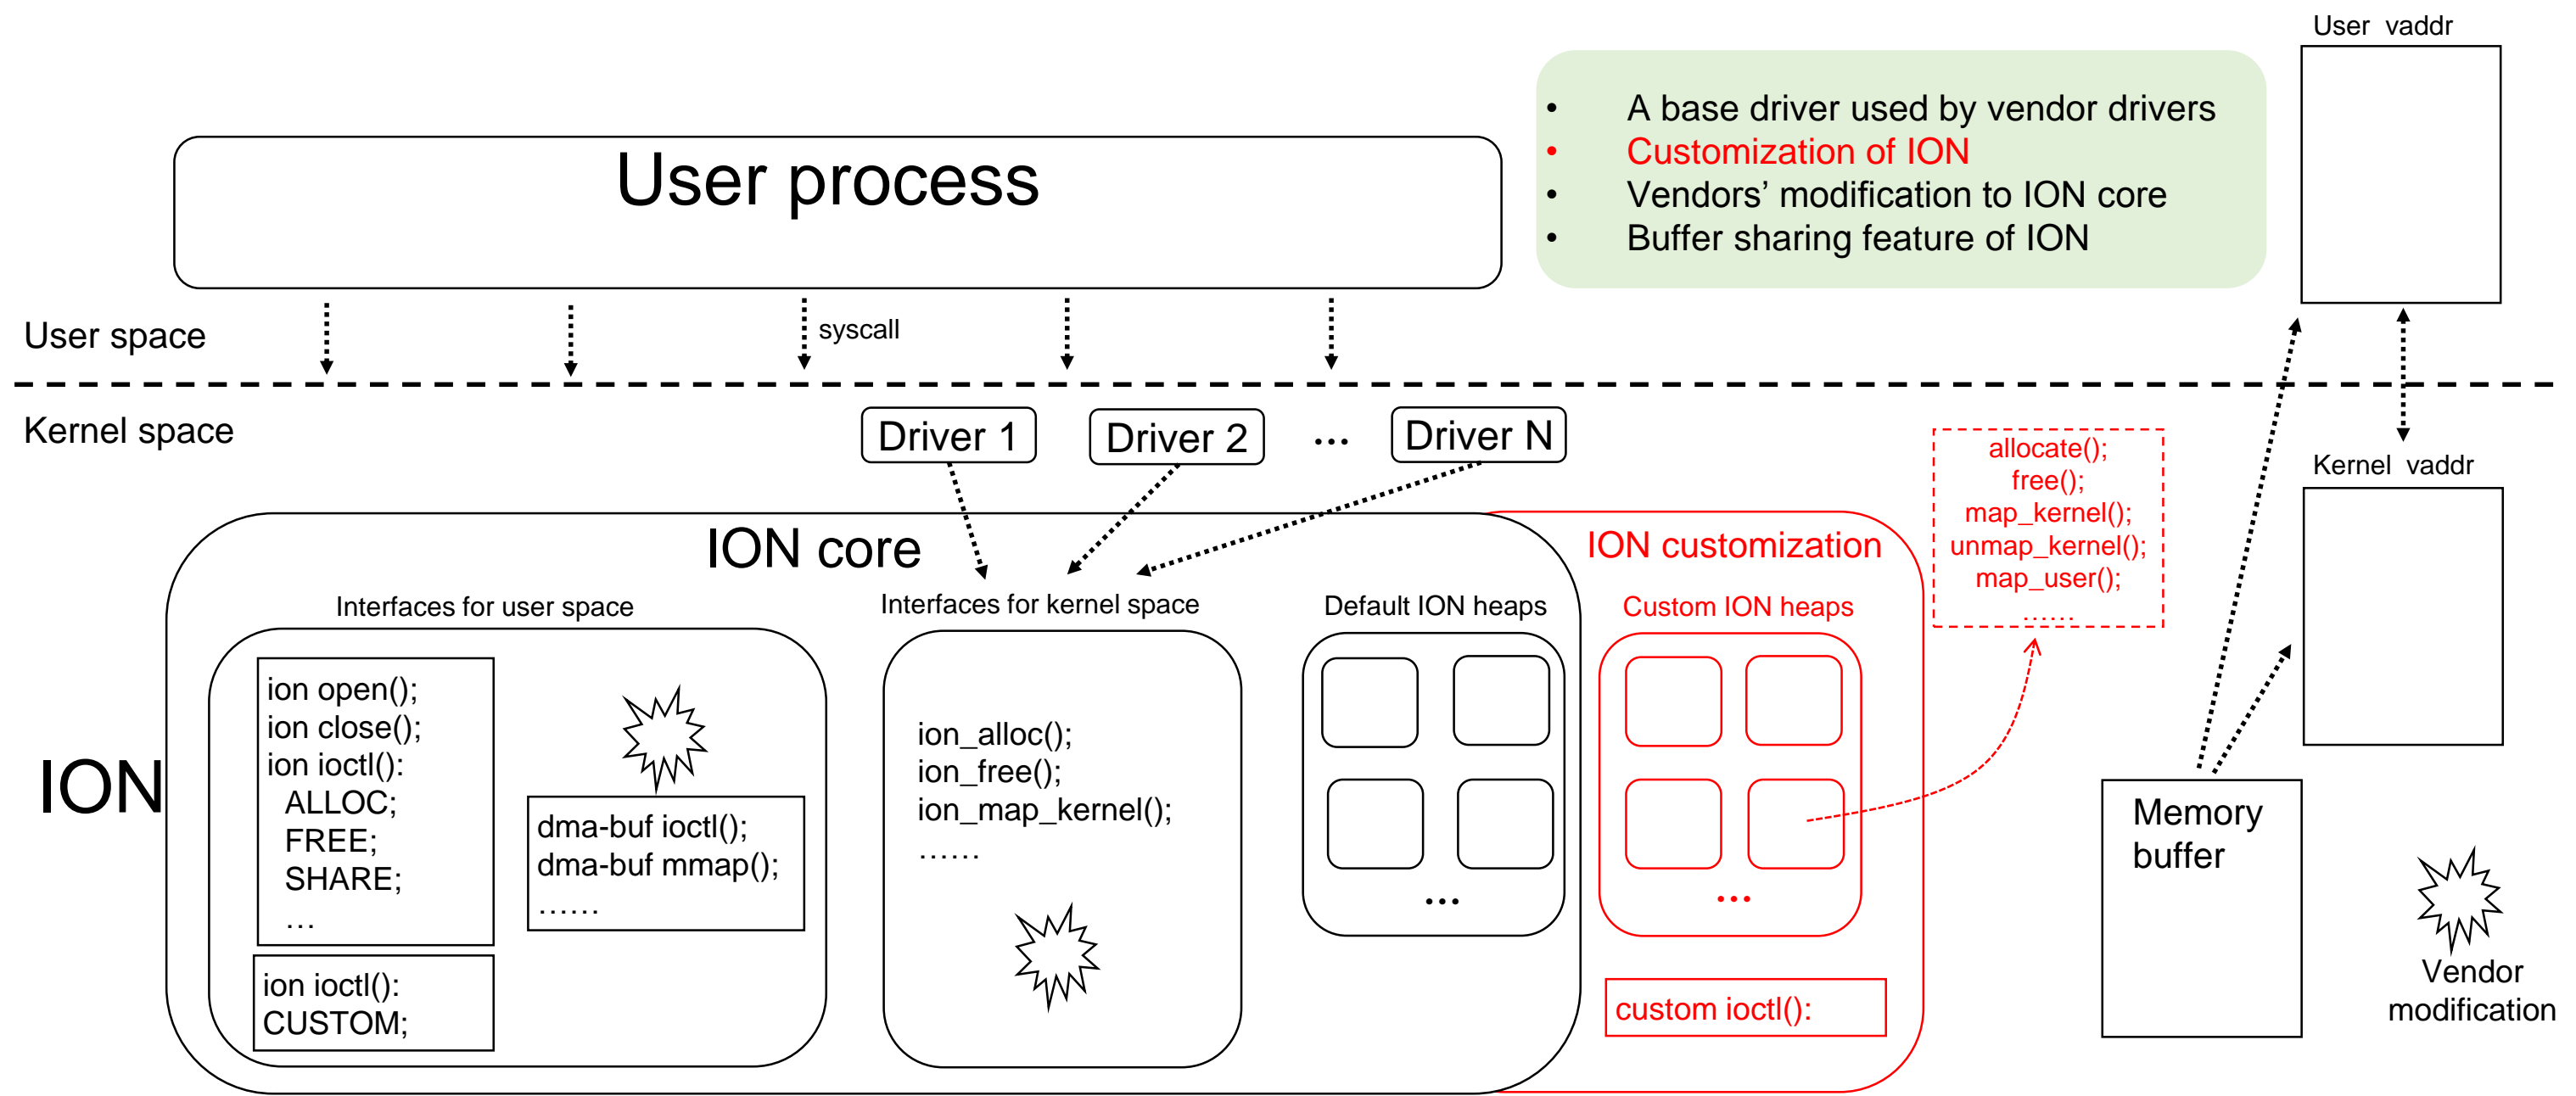 User vaddr
• A base driver used by vendor drivers
• Customization of ION
• Vendors’ modification to ION core
• Buffer sharing feature of ION
User process
User space
syscall
Kernel space
Driver 1
Driver 2
...
Driver N
allocate();
free();
map_kernel();
unmap_kernel();
map_user();
......
Kernel vaddr
ION
ION core
ION customization
Interfaces for user space
Interfaces for kernel space
Default ION heaps
Custom ION heaps
ion open();
ion close();
ion ioctl():
ALLOC;
FREE;
SHARE;
...
ion ioctl():
CUSTOM;
dma-buf ioctl();
dma-buf mmap();
......
ion_alloc();
ion_free();
ion_map_kernel();
......
...
...
custom ioctl():
Memory
buffer
Vendor
modification